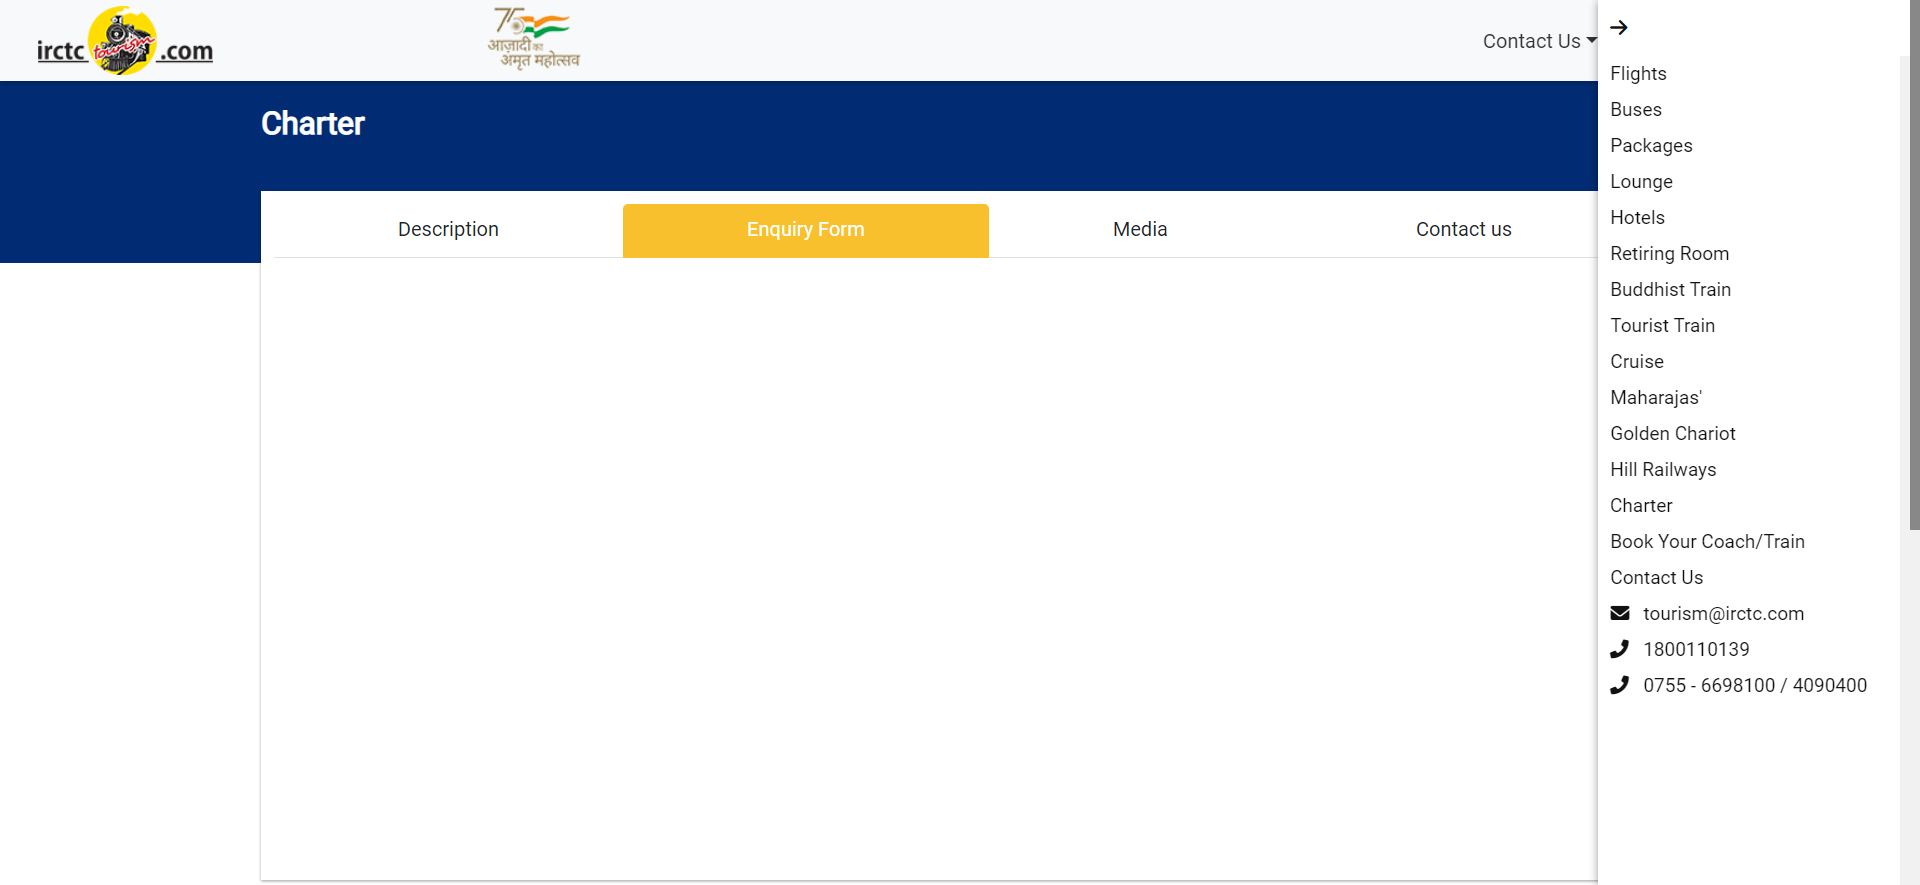 irctc tourism .com
75
आज़ादी का
अमृत महोत्सव
Contact Us
Charter
Description
Enquiry Form
Media
Contact us
Flights
Buses
Packages
Lounge
Hotels
Retiring Room
Buddhist Train
Tourist Train
Cruise
Maharajas'
Golden Chariot
Hill Railways
Charter
Book Your Coach/Train
Contact Us
tourism@irctc.com
1800110139
0755 - 6698100 / 4090400